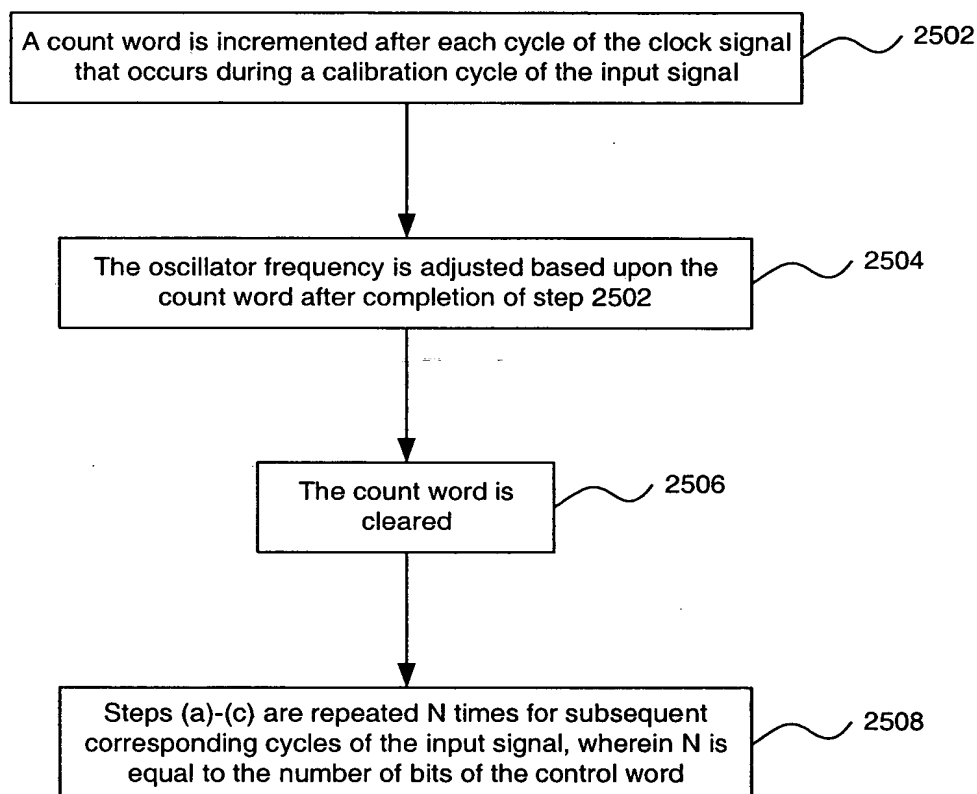 A count word is incremented after each cycle of the clock signal
that occurs during a calibration cycle of the input signal
2502
The oscillator frequency is adjusted based upon the
count word after completion of step 2502
2504
The count word is
cleared
2506
Steps (a)-(c) are repeated N times for subsequent
corresponding cycles of the input signal, wherein N is
equal to the number of bits of the control word
2508